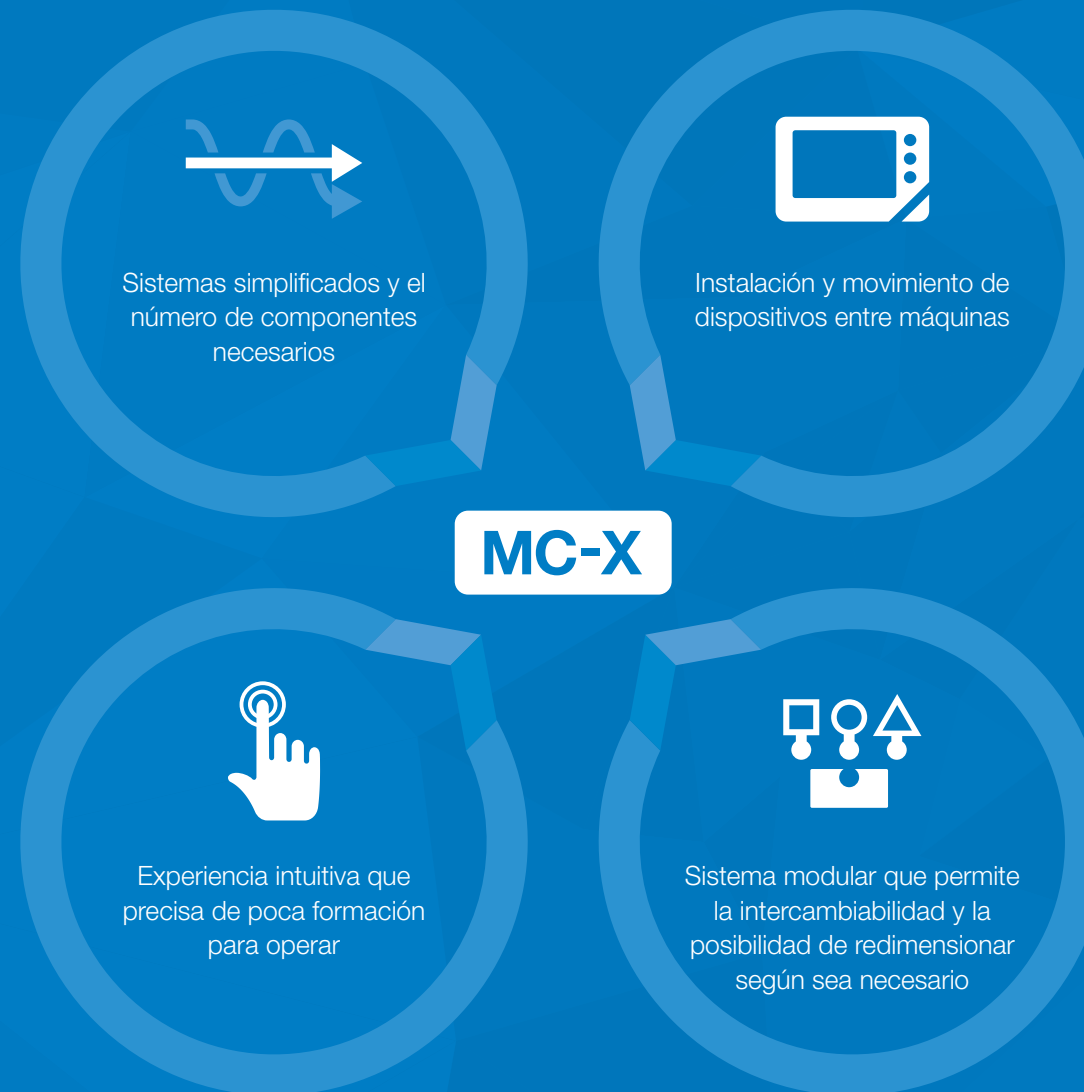 Sistemas simplificados y el
número de componentes
necesarios
Instalación y movimiento de
dispositivos entre máquinas
MC-X
Experiencia intuitiva que
precisa de poca formación
para operar
Sistema modular que permite
la intercambiabilidad y la
posibilidad de redimensionar
según sea necesario